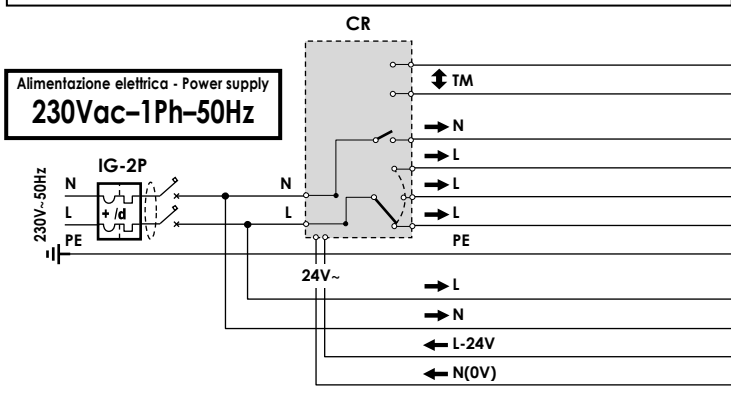 CR
TM
Alimentazione elettrica - Power supply
230Vac–1Ph–50Hz
N
L
IG-2P
L
N
N
L
L
L
+ /d
230V~50Hz
PE
PE
24V~
L
N
L-24V
N(0V)